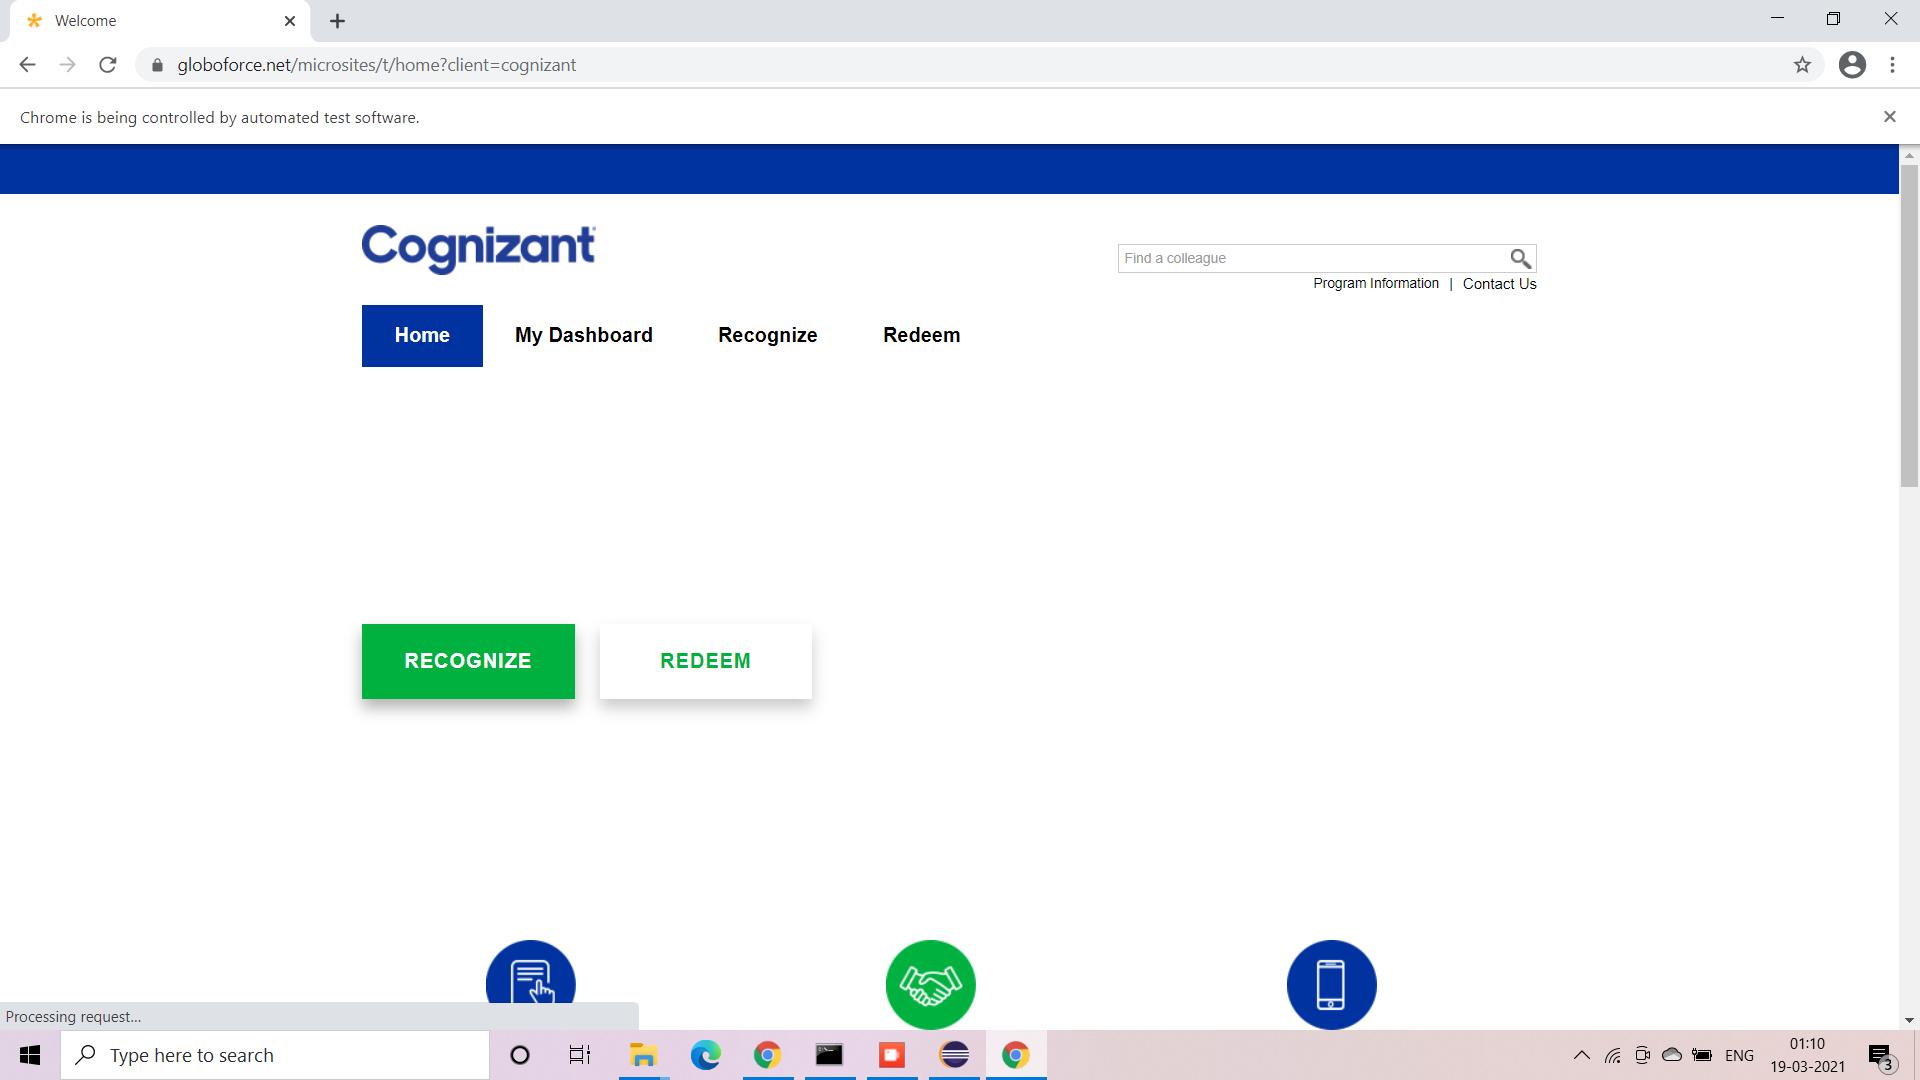 Welcome
globoforce.net/microsites/t/home?client=cognizant
Chrome is being controlled by automated test software.
Cognizant
Find a colleague
Program Information | Contact Us
Home My Dashboard Recognize Redeem
RECOGNIZE REDEEM
Processing request...
Type here to search
ENG
01:10
19-03-2021
3